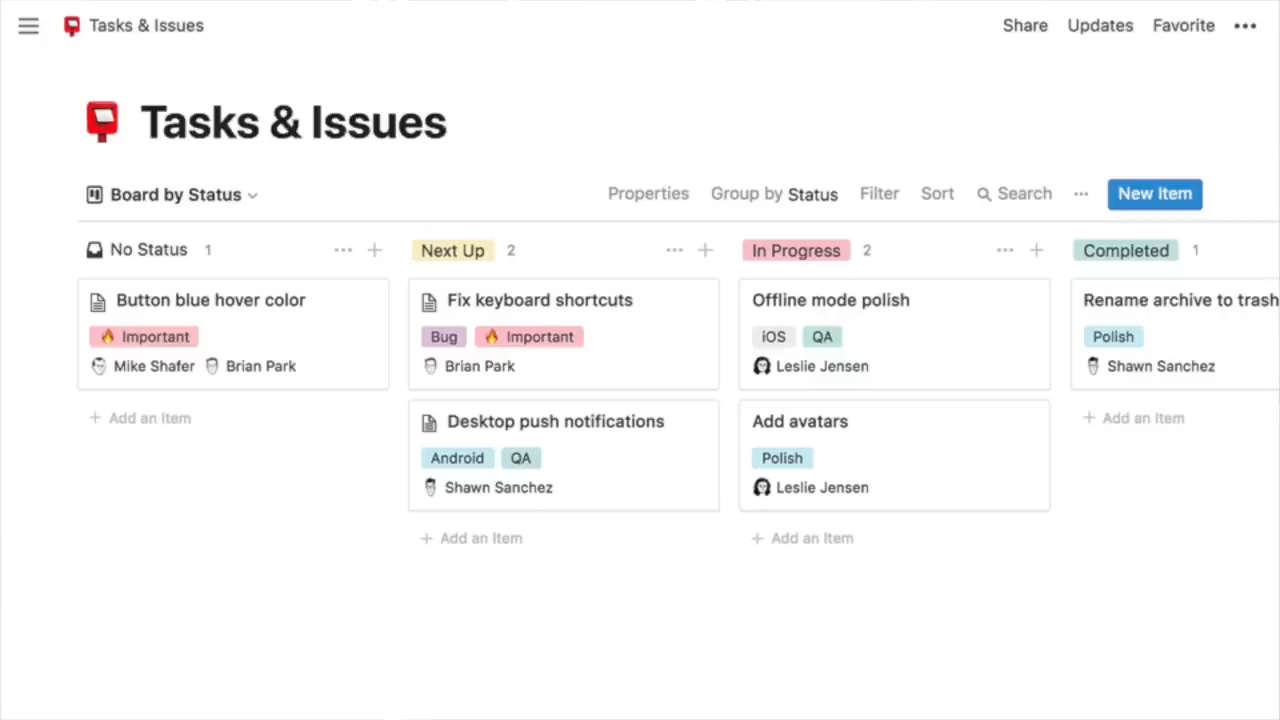 Tasks & Issues
Share Updates Favorite
Tasks & Issues
Board by Status
Properties Group by Status Filter Sort Search New Item
No Status 1
Button blue hover color
Important
Mike Shafer Brian Park
+ Add an Item
Next Up 2
Fix keyboard shortcuts
Bug Important
Brian Park
Desktop push notifications
Android QA
Shawn Sanchez
+ Add an Item
In Progress 2
Offline mode polish
iOS QA
Leslie Jensen
Add avatars
Polish
Leslie Jensen
+ Add an Item
Completed 1
Rename archive to trash
Polish
Shawn Sanchez
+ Add an Item